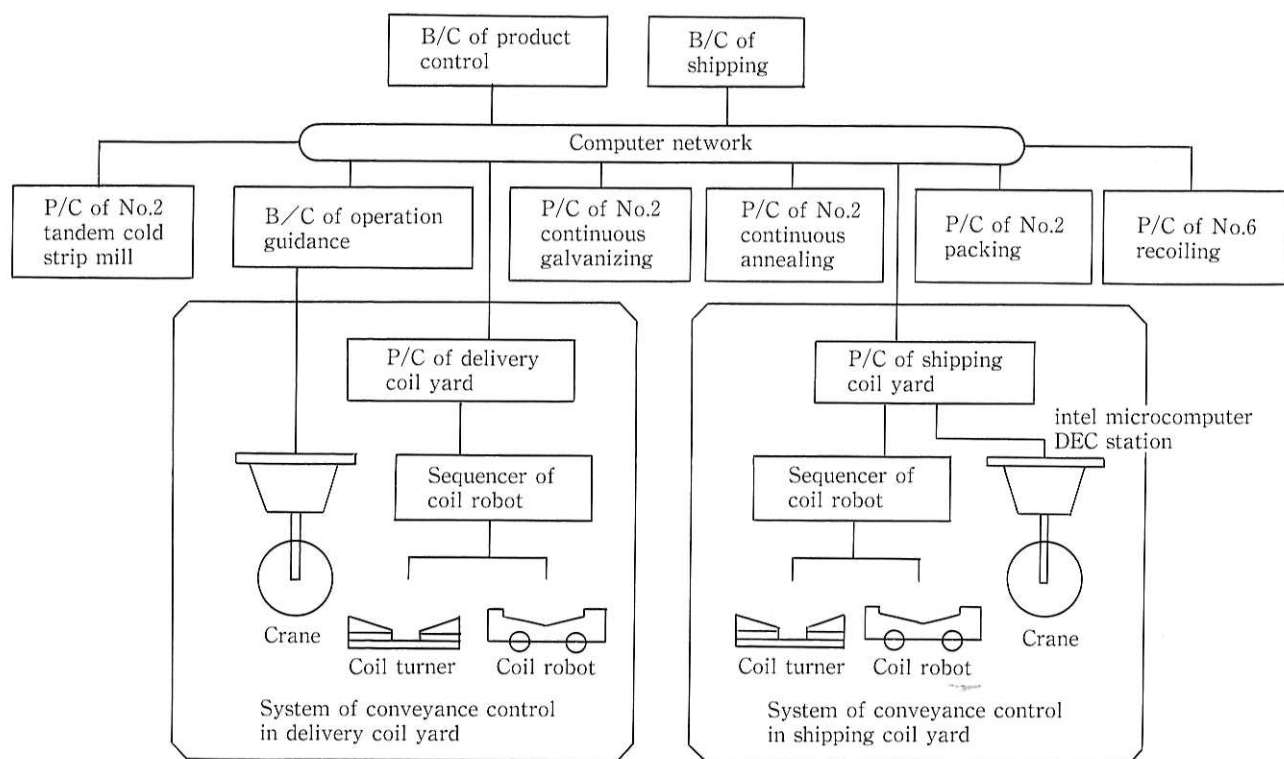 B/C of product
control
B/C of
shipping
Computer network
P/C of No.2
tandem cold
strip mill
B/C of operation
guidance
P/C of No.2
continuous
galvanizing
P/C of No.2
continuous
annealing
P/C of No.2
packing
P/C of No.6
recoiling
P/C of delivery
coil yard
Sequencer of
coil robot
Crane
Coil turner
Coil robot
System of conveyance control
in delivery coil yard
P/C of shipping
coil yard
intel microcomputer
DEC station
Sequencer of
coil robot
Crane
Coil turner
Coil robot
System of conveyance control
in shipping coil yard